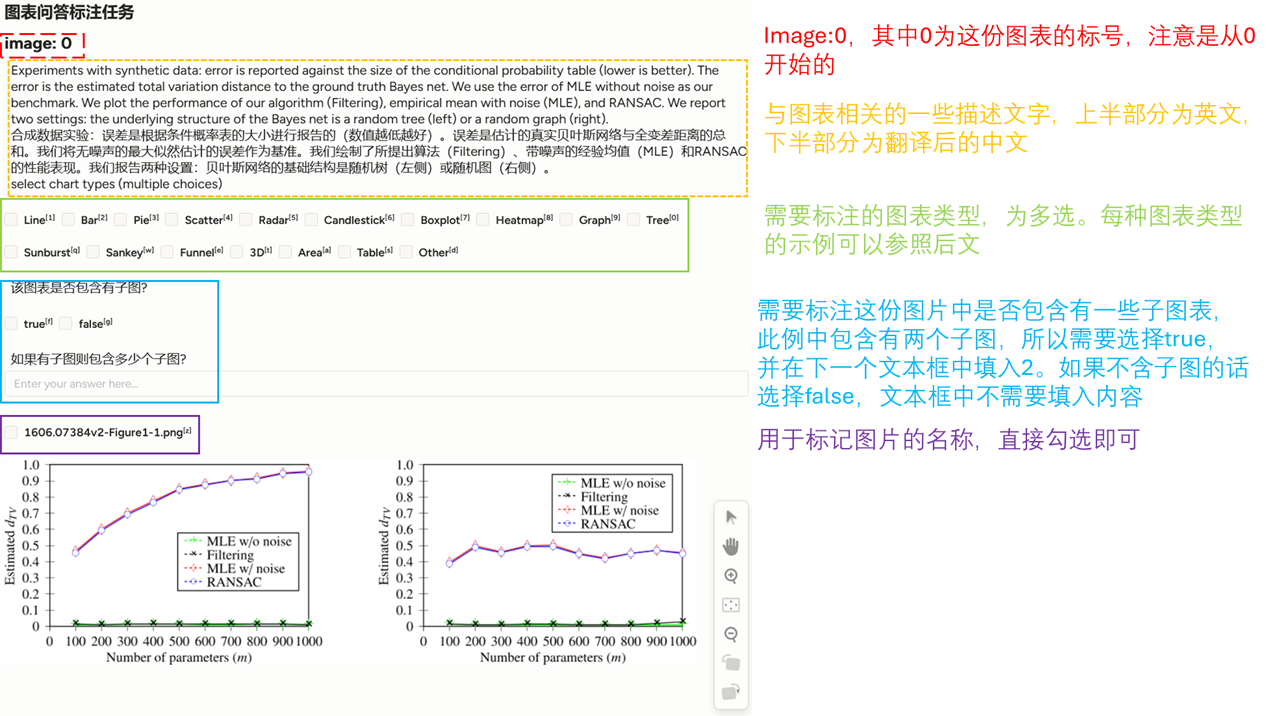 图表问答标注任务
image: 0
Experiments with synthetic data: error is reported against the size of the conditional probability table (lower is better). The
error is the estimated total variation distance to the ground truth Bayes net. We use the error of MLE without noise as our
benchmark. We plot the performance of our algorithm (Filtering), empirical mean with noise (MLE), and RANSAC. We report
two settings: the underlying structure of the Bayes net is a random tree (left) or a random graph (right).
合成数据实验：误差是根据条件概率表的大小进行报告的（数值越低越好）。误差是估计的真实贝叶斯网络与全变差距离的总
和。我们将无噪声的最大似然估计的误差作为基准。我们绘制了所提出算法（Filtering）、带噪声的经验均值（MLE）和RANSAC
的性能表现。我们报告两种设置：贝叶斯网络的基础结构是随机树（左侧）或随机图（右侧）。
select chart types (multiple choices)
Line[1] Bar[2] Pie[3] Scatter[4] Radar[5] Candlestick[6] Boxplot[7] Heatmap[8] Graph[9] Tree[0]
Sunburst[q] Sankey[w] Funnel[e] 3D[t] Area[a] Table[s] Other[d]
该图表是否包含有子图?
true[f] false[g]
如果有子图则包含多少个子图?
Enter your answer here...
1606.07384v2-Figure1-1.png[z]
Image:0，其中0为这份图表的标号，注意是从0
开始的
与图表相关的一些描述文字，上半部分为英文，
下半部分为翻译后的中文
需要标注的图表类型，为多选。每种图表类型
的示例可以参照后文
需要标注这份图片中是否包含有一些子图表，
此例中包含有两个子图，所以需要选择true，
并在下一个文本框中填入2。如果不含子图的话
选择false，文本框中不需要填入内容
用于标记图片的名称，直接勾选即可
1.0
0.9
0.8
0.7
0.6
0.5
0.4
0.3
0.2
0.1
0
Estimated dTV
MLE w/o noise
Filtering
MLE w/ noise
RANSAC
0 100 200 300 400 500 600 700 800 900 1000
Number of parameters (m)
1.0
0.9
0.8
0.7
0.6
0.5
0.4
0.3
0.2
0.1
0
Estimated dTV
MLE w/o noise
Filtering
MLE w/ noise
RANSAC
0 100 200 300 400 500 600 700 800 900 1000
Number of parameters (m)